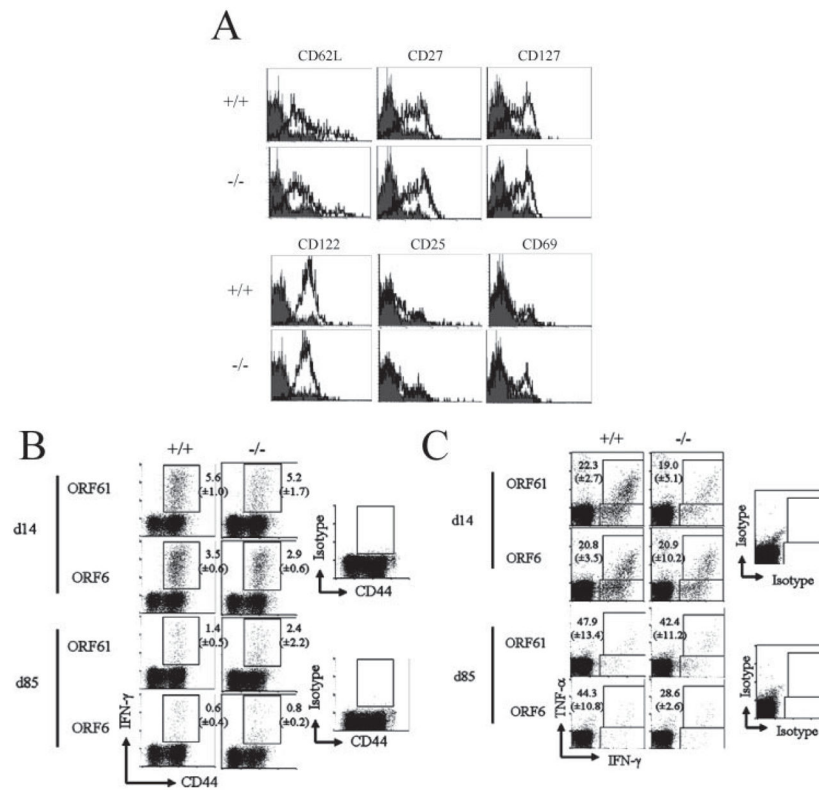 A
CD62L CD27 CD127
+/+
-/-
CD122 CD25 CD69
+/+
-/-
B
+/+ -/-
d14
ORF61
5.6
(±1.0)
5.2
(±1.7)
ORF6
3.5
(±0.6)
2.9
(±0.6)
Isotype
CD44
d85
ORF61
1.4
(±0.5)
2.4
(±2.2)
ORF6
0.6
(±0.4)
0.8
(±0.2)
Isotype
CD44
IFN-γ
CD44
C
+/+ -/-
d14
ORF61
22.3
(±2.7)
19.0
(±5.1)
ORF6
20.8
(±3.5)
20.9
(±10.2)
Isotype
Isotype
d85
ORF61
47.9
(±13.4)
42.4
(±11.2)
ORF6
44.3
(±10.8)
28.6
(±2.6)
Isotype
Isotype
TNF-α
IFN-γ